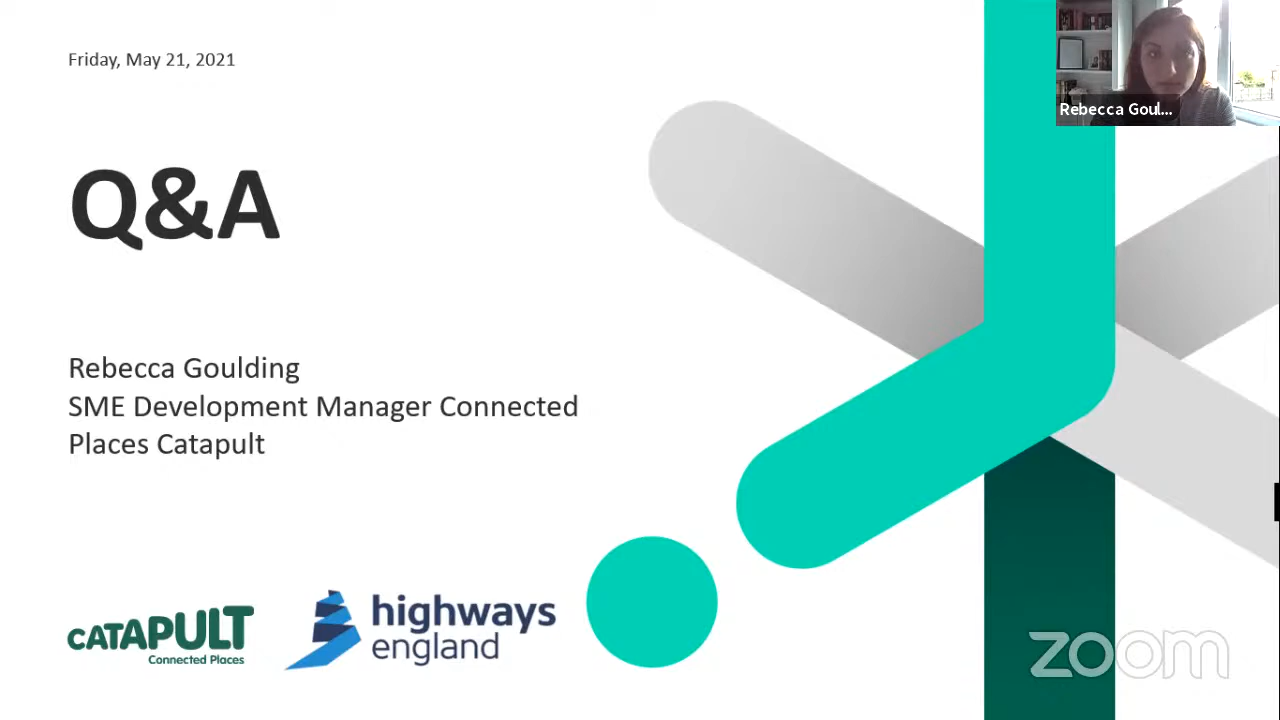 Friday, May 21, 2021
Rebecca Goul...
Q&A
Rebecca Goulding
SME Development Manager Connected
Places Catapult
CATAPULT
Connected Places
highways
england
zoom